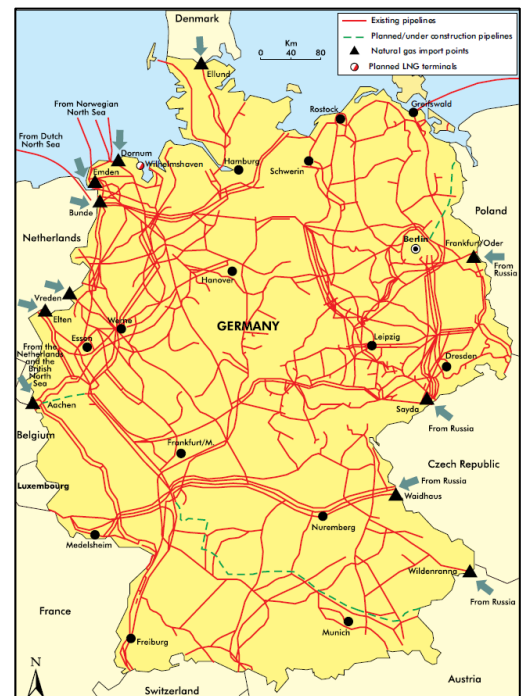 Denmark
Existing pipelines
Planned/under construction pipelines
Natural gas import points
Planned LNG terminals
Km
0 40 80
Ellund
From Norwegian
North Sea
From Dutch
North Sea
Rostock
Greifswald
Dornum
Wilhelmshaven
Emden
Hamburg
Schwerin
Bunde
Poland
Netherlands
Berlin
Frankfurt/Oder
From
Russia
Hanover
Vreden
Elten
Werne
GERMANY
Essen
Leipzig
From the
Netherlands
and the
British
North
Sea
Dresden
Aachen
Sayda
From Russia
Belgium
Frankfurt/M.
Czech Republic
From Russia
Luxembourg
Waidhaus
Nuremberg
Medelsheim
Wildenranna
From Russia
France
Munich
Freiburg
N
Austria
Switzerland